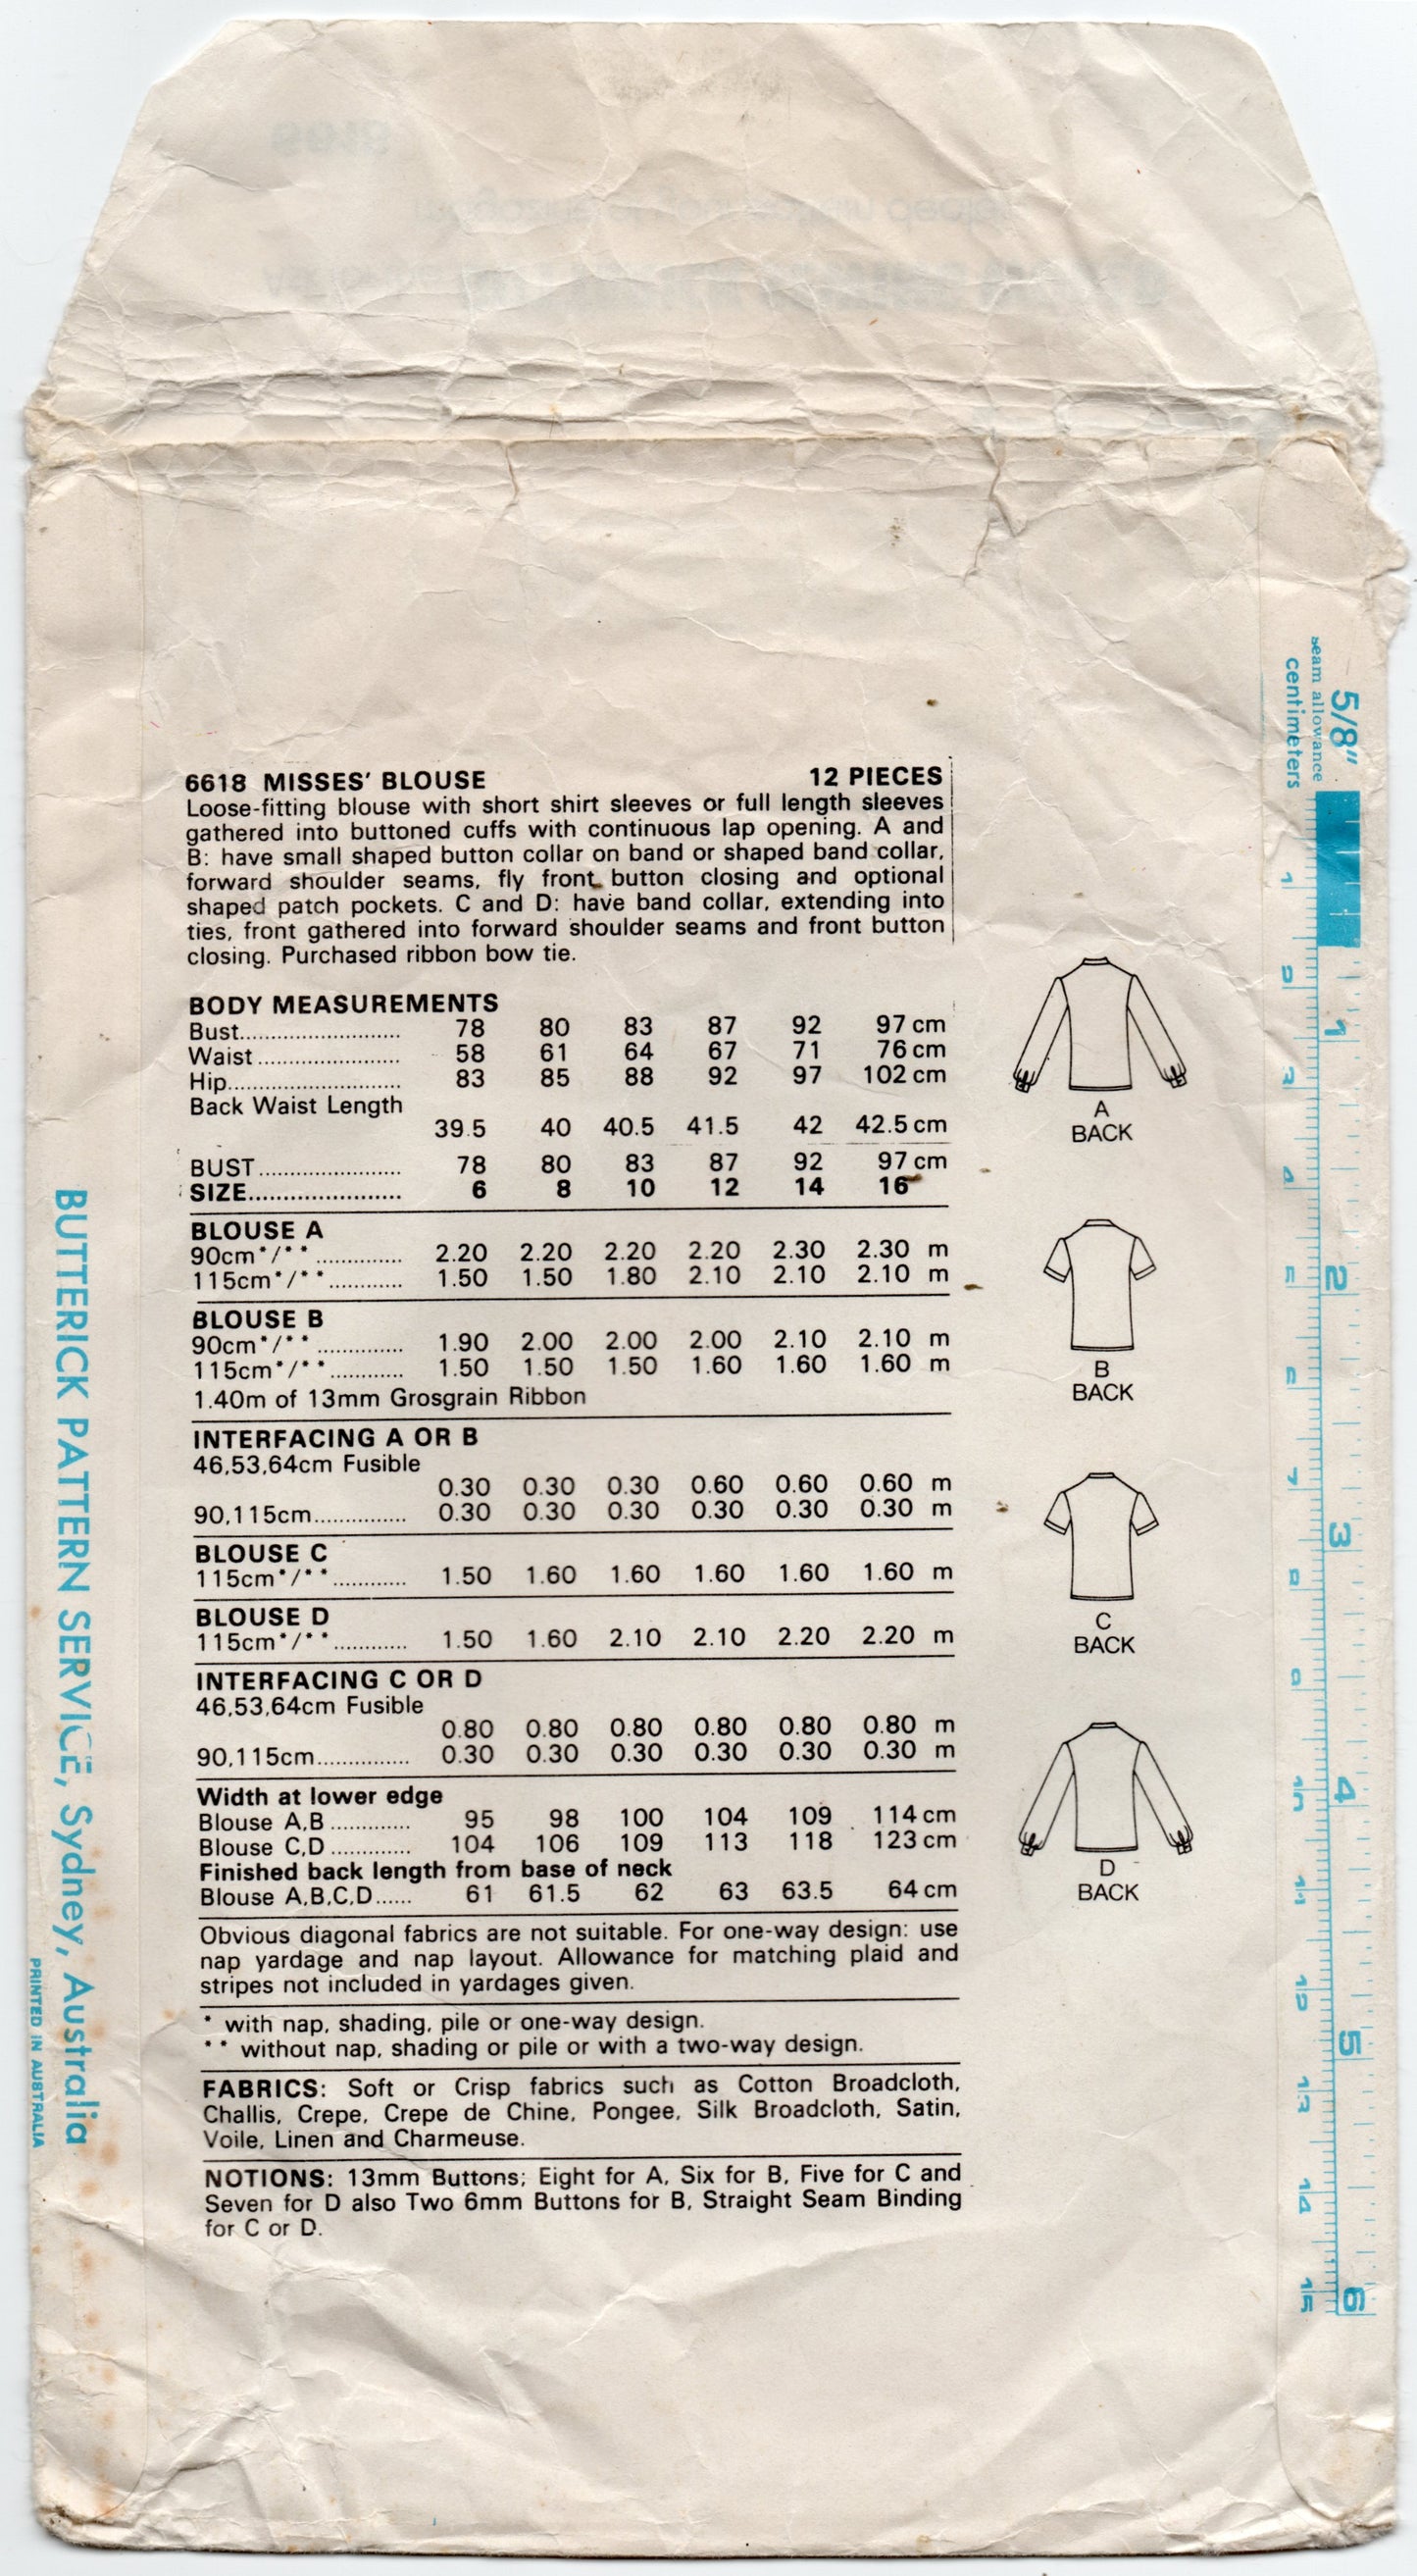 6618 MISSES' BLOUSE 12 PIECES
Loose-fitting blouse with short shirt sleeves or full length sleeves
gathered into buttoned cuffs with continuous lap opening. A and
B: have small shaped button collar on band or shaped band collar,
forward shoulder seams, fly front button closing and optional
shaped patch pockets. C and D: have band collar, extending into
ties, front gathered into forward shoulder seams and front button
closing. Purchased ribbon bow tie.
BODY MEASUREMENTS
Bust.......................... 78 80 83 87 92 97 cm
Waist....................... 58 61 64 67 71 76 cm
Hip............................ 83 85 88 92 97 102 cm
Back Waist Length
39.5 40 40.5 41.5 42 42.5 cm
BUST....................... 78 80 83 87 92 97 cm
SIZE....................... 6 8 10 12 14 16
BLOUSE A
90cm*/** .............. 2.20 2.20 2.20 2.20 2.30 2.30 m
115cm*/** ............ 1.50 1.50 1.80 2.10 2.10 2.10 m
BLOUSE B
90cm*/** .............. 1.90 2.00 2.00 2.00 2.10 2.10 m
115cm*/** ............ 1.50 1.50 1.50 1.60 1.60 1.60 m
1.40m of 13mm Grosgrain Ribbon
INTERFACING A OR B
46,53,64cm Fusible
0.30 0.30 0.30 0.60 0.60 0.60 m
90,115cm............... 0.30 0.30 0.30 0.30 0.30 0.30 m
BLOUSE C
115cm*/** ............ 1.50 1.60 1.60 1.60 1.60 1.60 m
BLOUSE D
115cm*/** ............ 1.50 1.60 2.10 2.10 2.20 2.20 m
INTERFACING C OR D
46,53,64cm Fusible
0.80 0.80 0.80 0.80 0.80 0.80 m
90,115cm............... 0.30 0.30 0.30 0.30 0.30 0.30 m
Width at lower edge
Blouse A,B ............. 95 98 100 104 109 114 cm
Blouse C,D ............. 104 106 109 113 118 123 cm
Finished back length from base of neck
Blouse A,B,C,D...... 61 61.5 62 63 63.5 64 cm
Obvious diagonal fabrics are not suitable. For one-way design: use
nap yardage and nap layout. Allowance for matching plaid and
stripes not included in yardages given.
* with nap, shading, pile or one-way design.
** without nap, shading or pile or with a two-way design.
FABRICS: Soft or Crisp fabrics such as Cotton Broadcloth,
Challis, Crepe, Crepe de Chine, Pongee, Silk Broadcloth, Satin,
Voile, Linen and Charmeuse.
NOTIONS: 13mm Buttons; Eight for A, Six for B, Five for C and
Seven for D also Two 6mm Buttons for B, Straight Seam Binding
for C or D.
A
BACK
B
BACK
C
BACK
D
BACK
BUTTERICK PATTERN SERVICE, Sydney, Australia
PRINTED IN AUSTRALIA
5/8"
seam allowance
centimeters
1 2 3 4 5 6 7 8 9 10 11 12 13 14 15
1 2 3 4 5 6